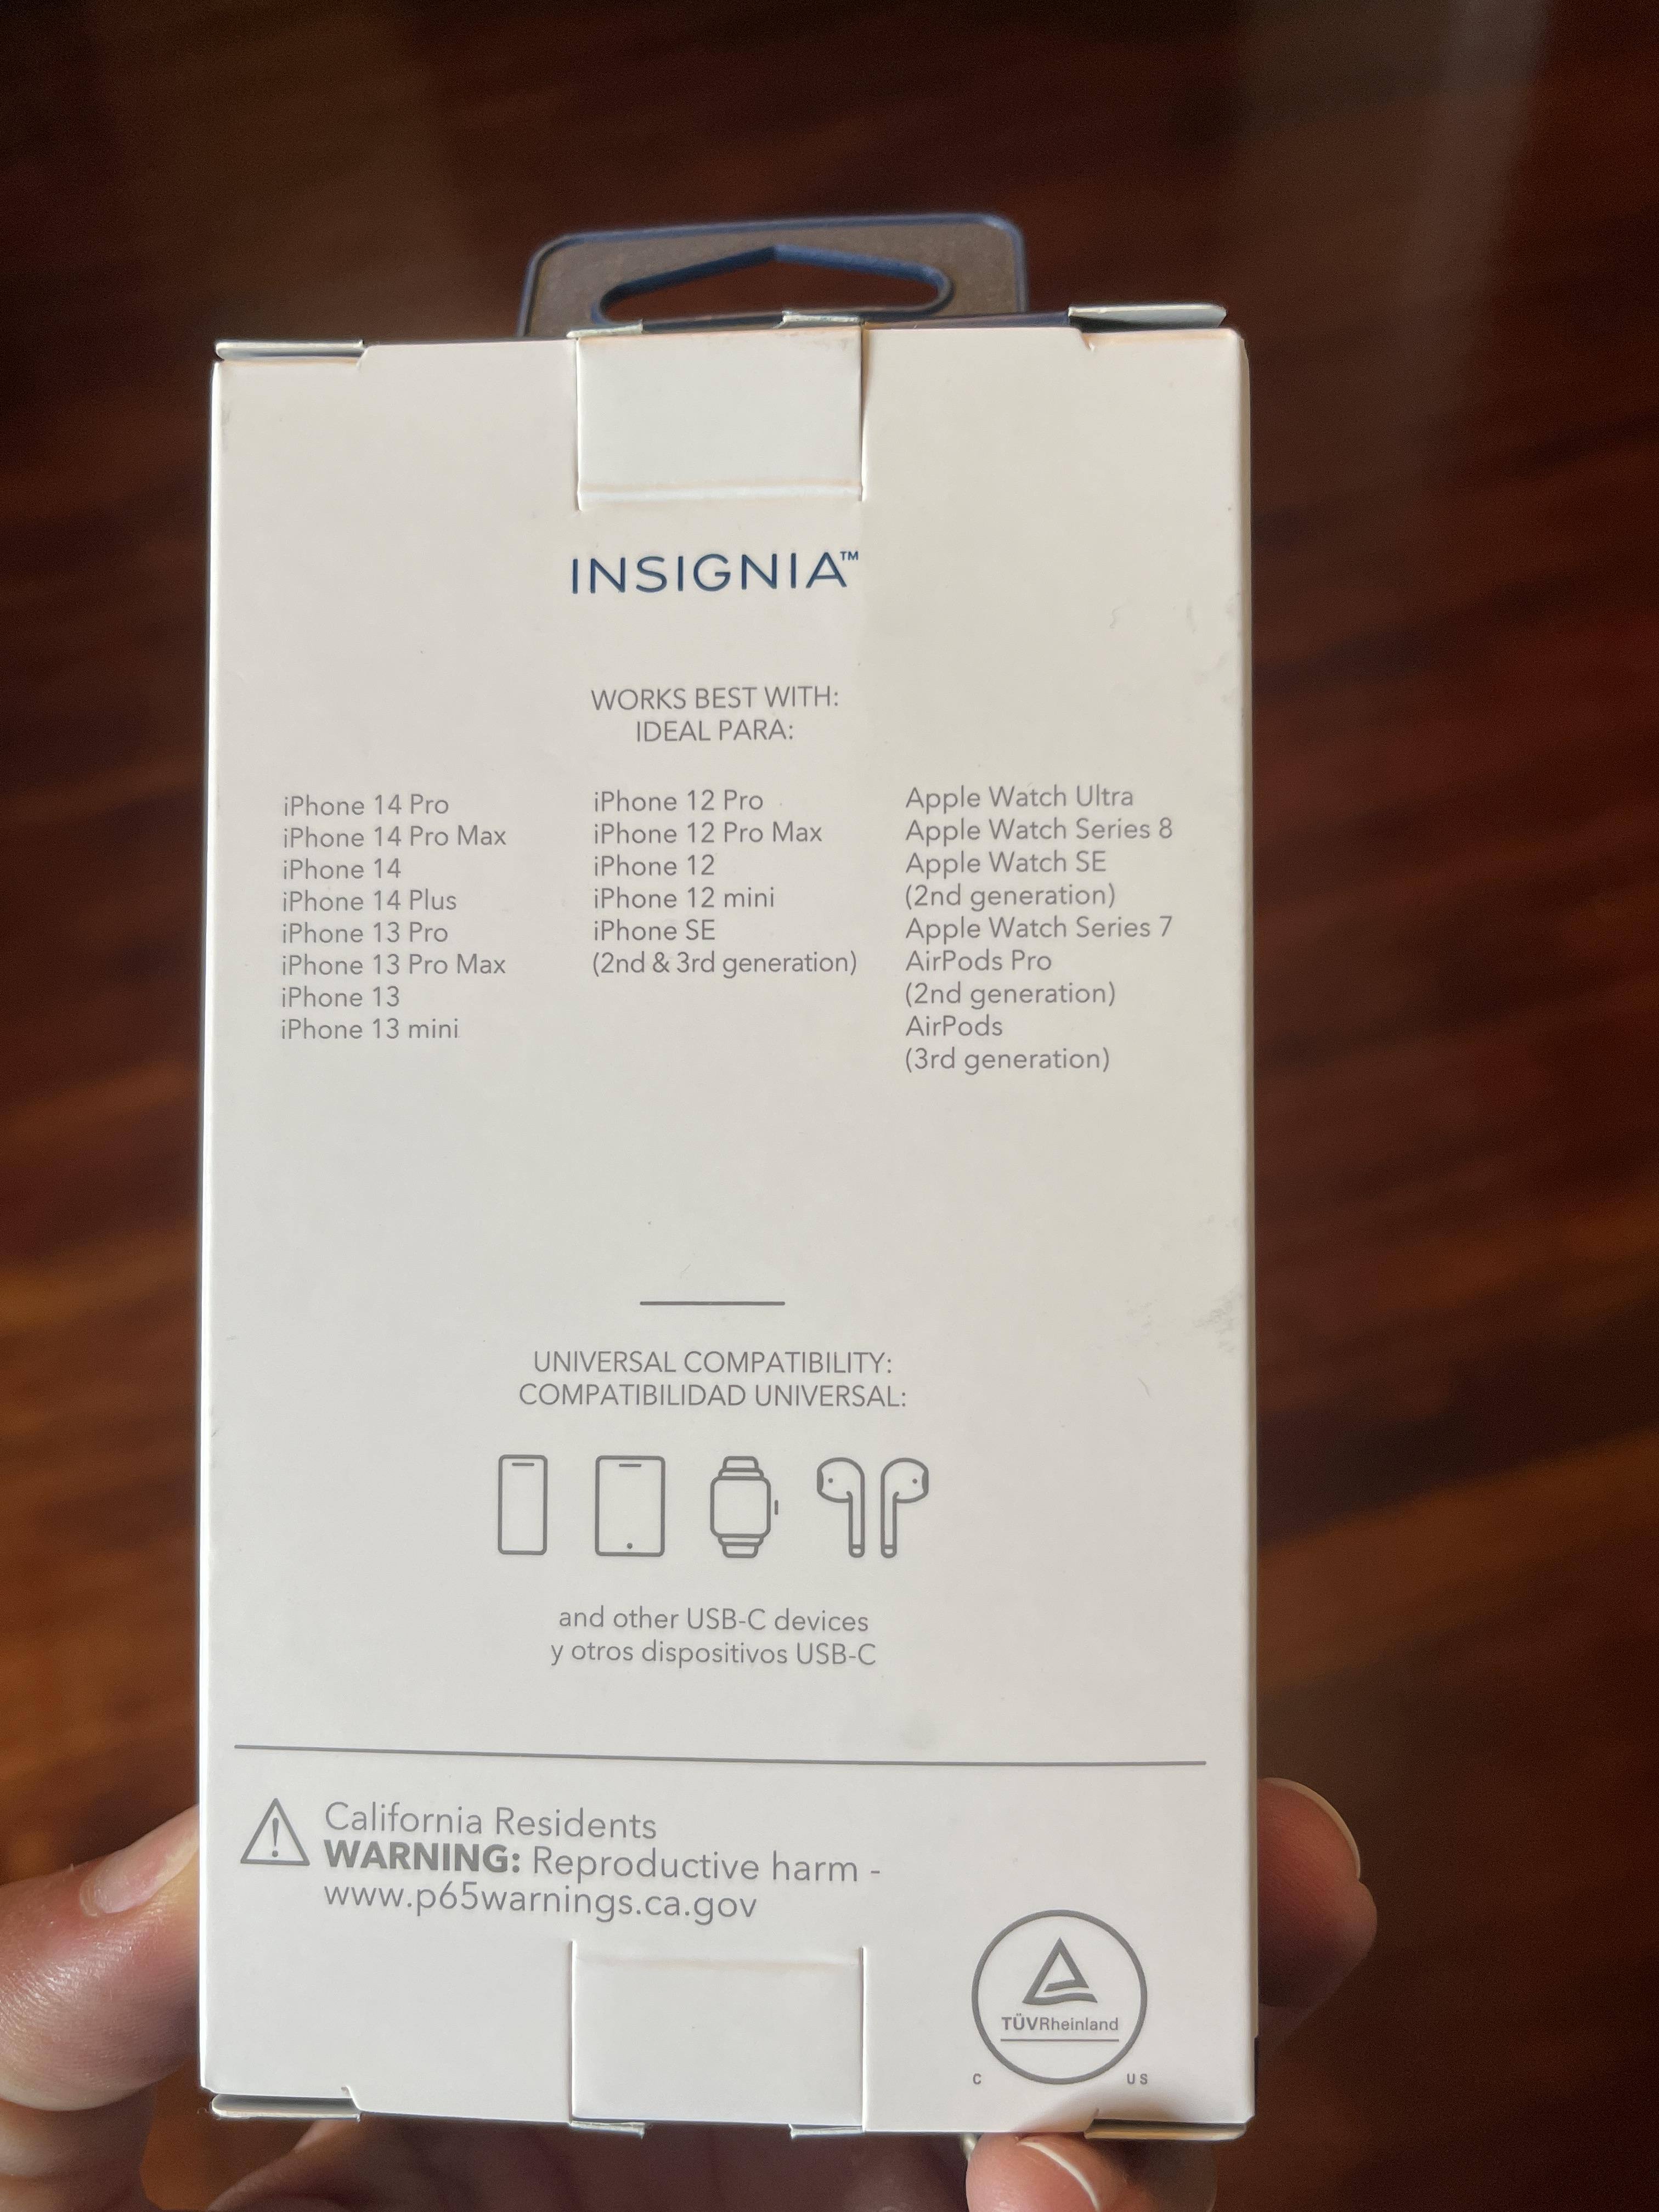 INSIGNIA™
WORKS BEST WITH:
IDEAL PARA:
iPhone 14 Pro
iPhone 14 Pro Max
iPhone 14
iPhone 14 Plus
iPhone 13 Pro
iPhone 13 Pro Max
iPhone 13
iPhone 13 mini
iPhone 12 Pro
iPhone 12 Pro Max
iPhone 12
iPhone 12 mini
iPhone SE
(2nd & 3rd generation)
Apple Watch Ultra
Apple Watch Series 8
Apple Watch SE
(2nd generation)
Apple Watch Series 7
AirPods Pro
(2nd generation)
AirPods
(3rd generation)
UNIVERSAL COMPATIBILITY:
COMPATIBILIDAD UNIVERSAL:
and other USB-C devices
y otros dispositivos USB-C
California Residents
WARNING: Reproductive harm -
www.p65warnings.ca.gov
TÜVRheinland
C US